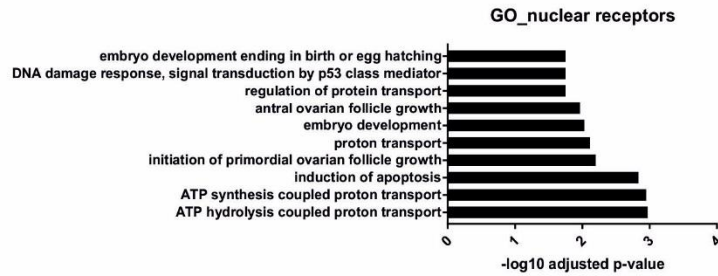 GO_nuclear receptors
embryo development ending in birth or egg hatching
DNA damage response, signal transduction by p53 class mediator
regulation of protein transport
antral ovarian follicle growth
embryo development
proton transport
initiation of primordial ovarian follicle growth
induction of apoptosis
ATP synthesis coupled proton transport
ATP hydrolysis coupled proton transport
0 1 2 3 4
-log10 adjusted p-value